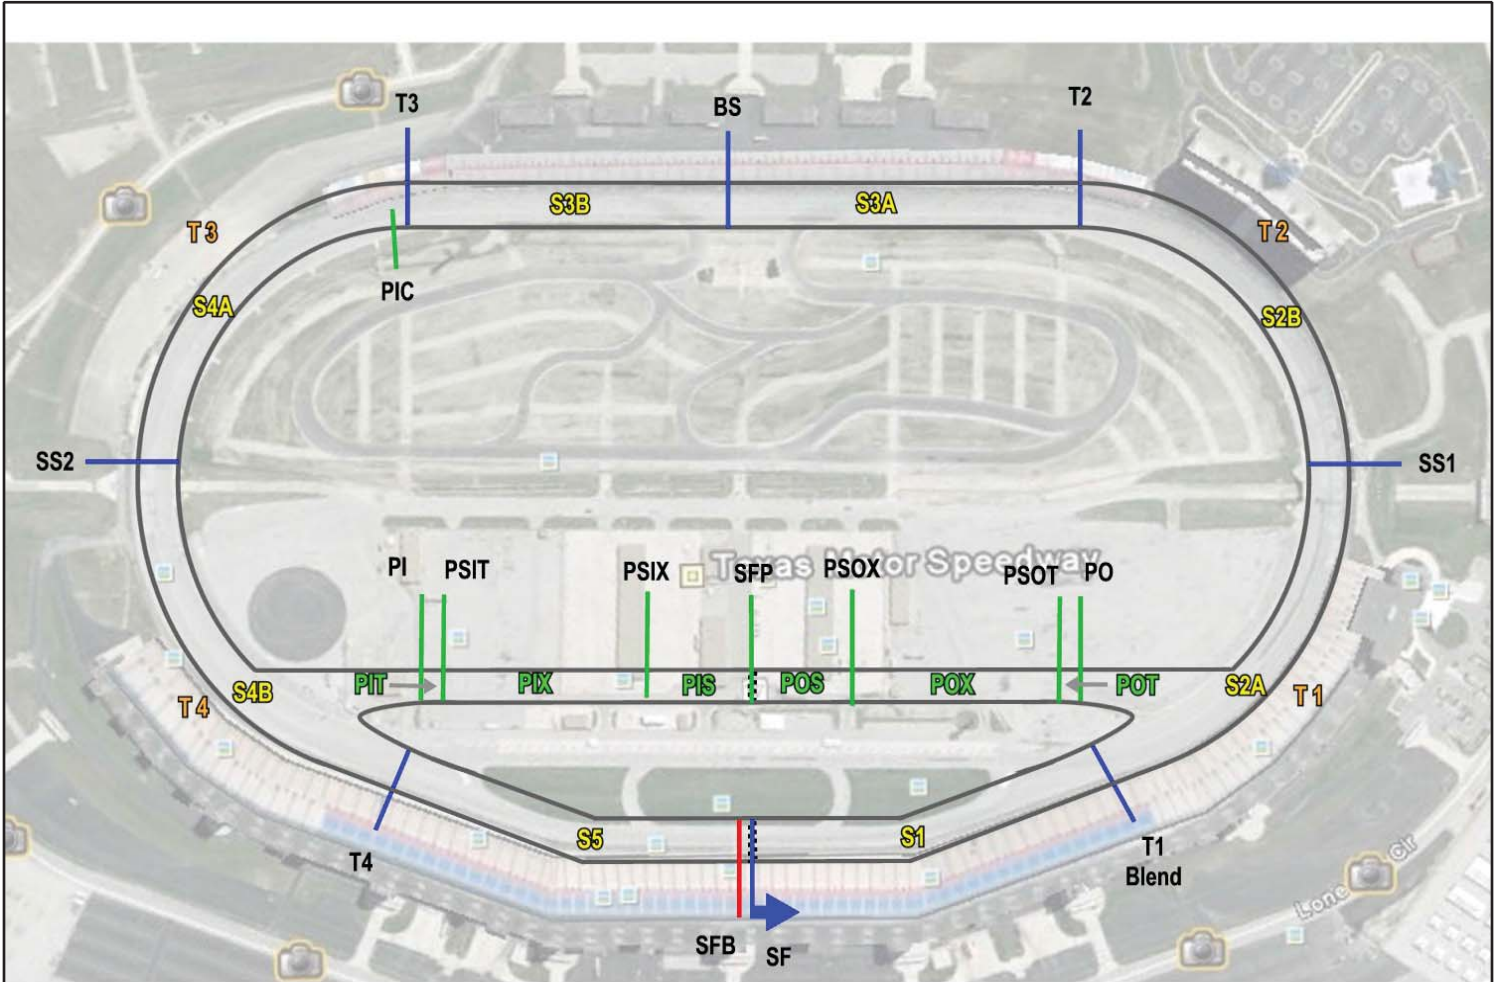 T3
BS
T2
S3B
S3A
T 3
T 2
PIC
S4A
S2B
SS2
SS1
PI
PSIT
PSIX
SFP
PSOX
PSOT
PO
Texas Motor Speedway
PIT
PIX
PIS
POS
POX
POT
S4B
S2A
T 4
T 1
S5
S1
T4
T1
Blend
Lone
Cir
SFB
SF